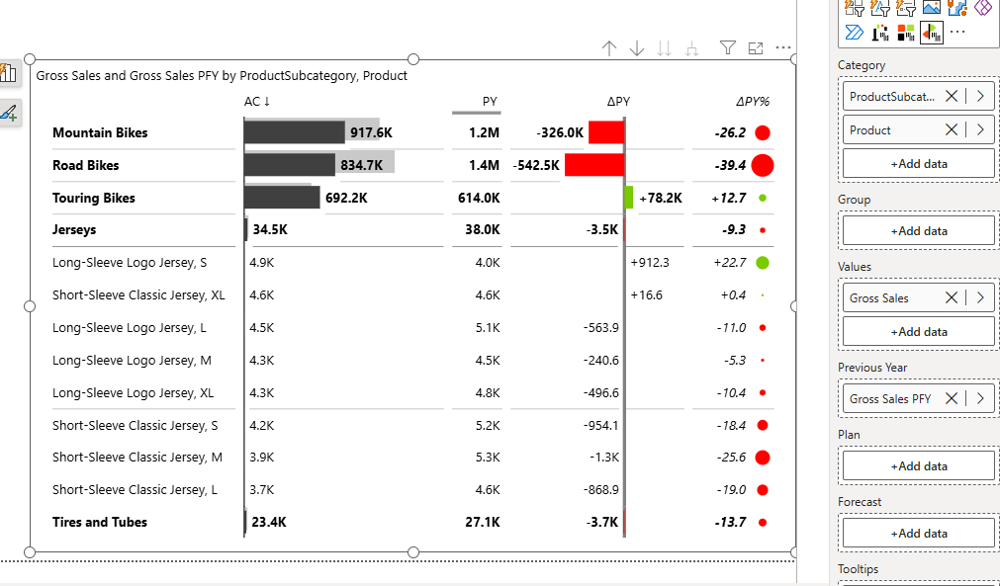 Gross Sales and Gross Sales PFY by ProductSubcategory, Product
AC ↓ PY ΔPY ΔPY%
Mountain Bikes 917.6K 1.2M -326.0K -26.2
Road Bikes 834.7K 1.4M -542.5K -39.4
Touring Bikes 692.2K 614.0K +78.2K +12.7
Jerseys 34.5K 38.0K -3.5K -9.3
Long-Sleeve Logo Jersey, S 4.9K 4.0K +912.3 +22.7
Short-Sleeve Classic Jersey, XL 4.6K 4.6K +16.6 +0.4
Long-Sleeve Logo Jersey, L 4.5K 5.1K -563.9 -11.0
Long-Sleeve Logo Jersey, M 4.3K 4.5K -240.6 -5.3
Long-Sleeve Logo Jersey, XL 4.3K 4.8K -496.6 -10.4
Short-Sleeve Classic Jersey, S 4.2K 5.2K -954.1 -18.4
Short-Sleeve Classic Jersey, M 3.9K 5.3K -1.3K -25.6
Short-Sleeve Classic Jersey, L 3.7K 4.6K -868.9 -19.0
Tires and Tubes 23.4K 27.1K -3.7K -13.7
Category
ProductSubcat...
Product
+Add data
Group
+Add data
Values
Gross Sales
+Add data
Previous Year
Gross Sales PFY
Plan
+Add data
Forecast
+Add data
Tooltips